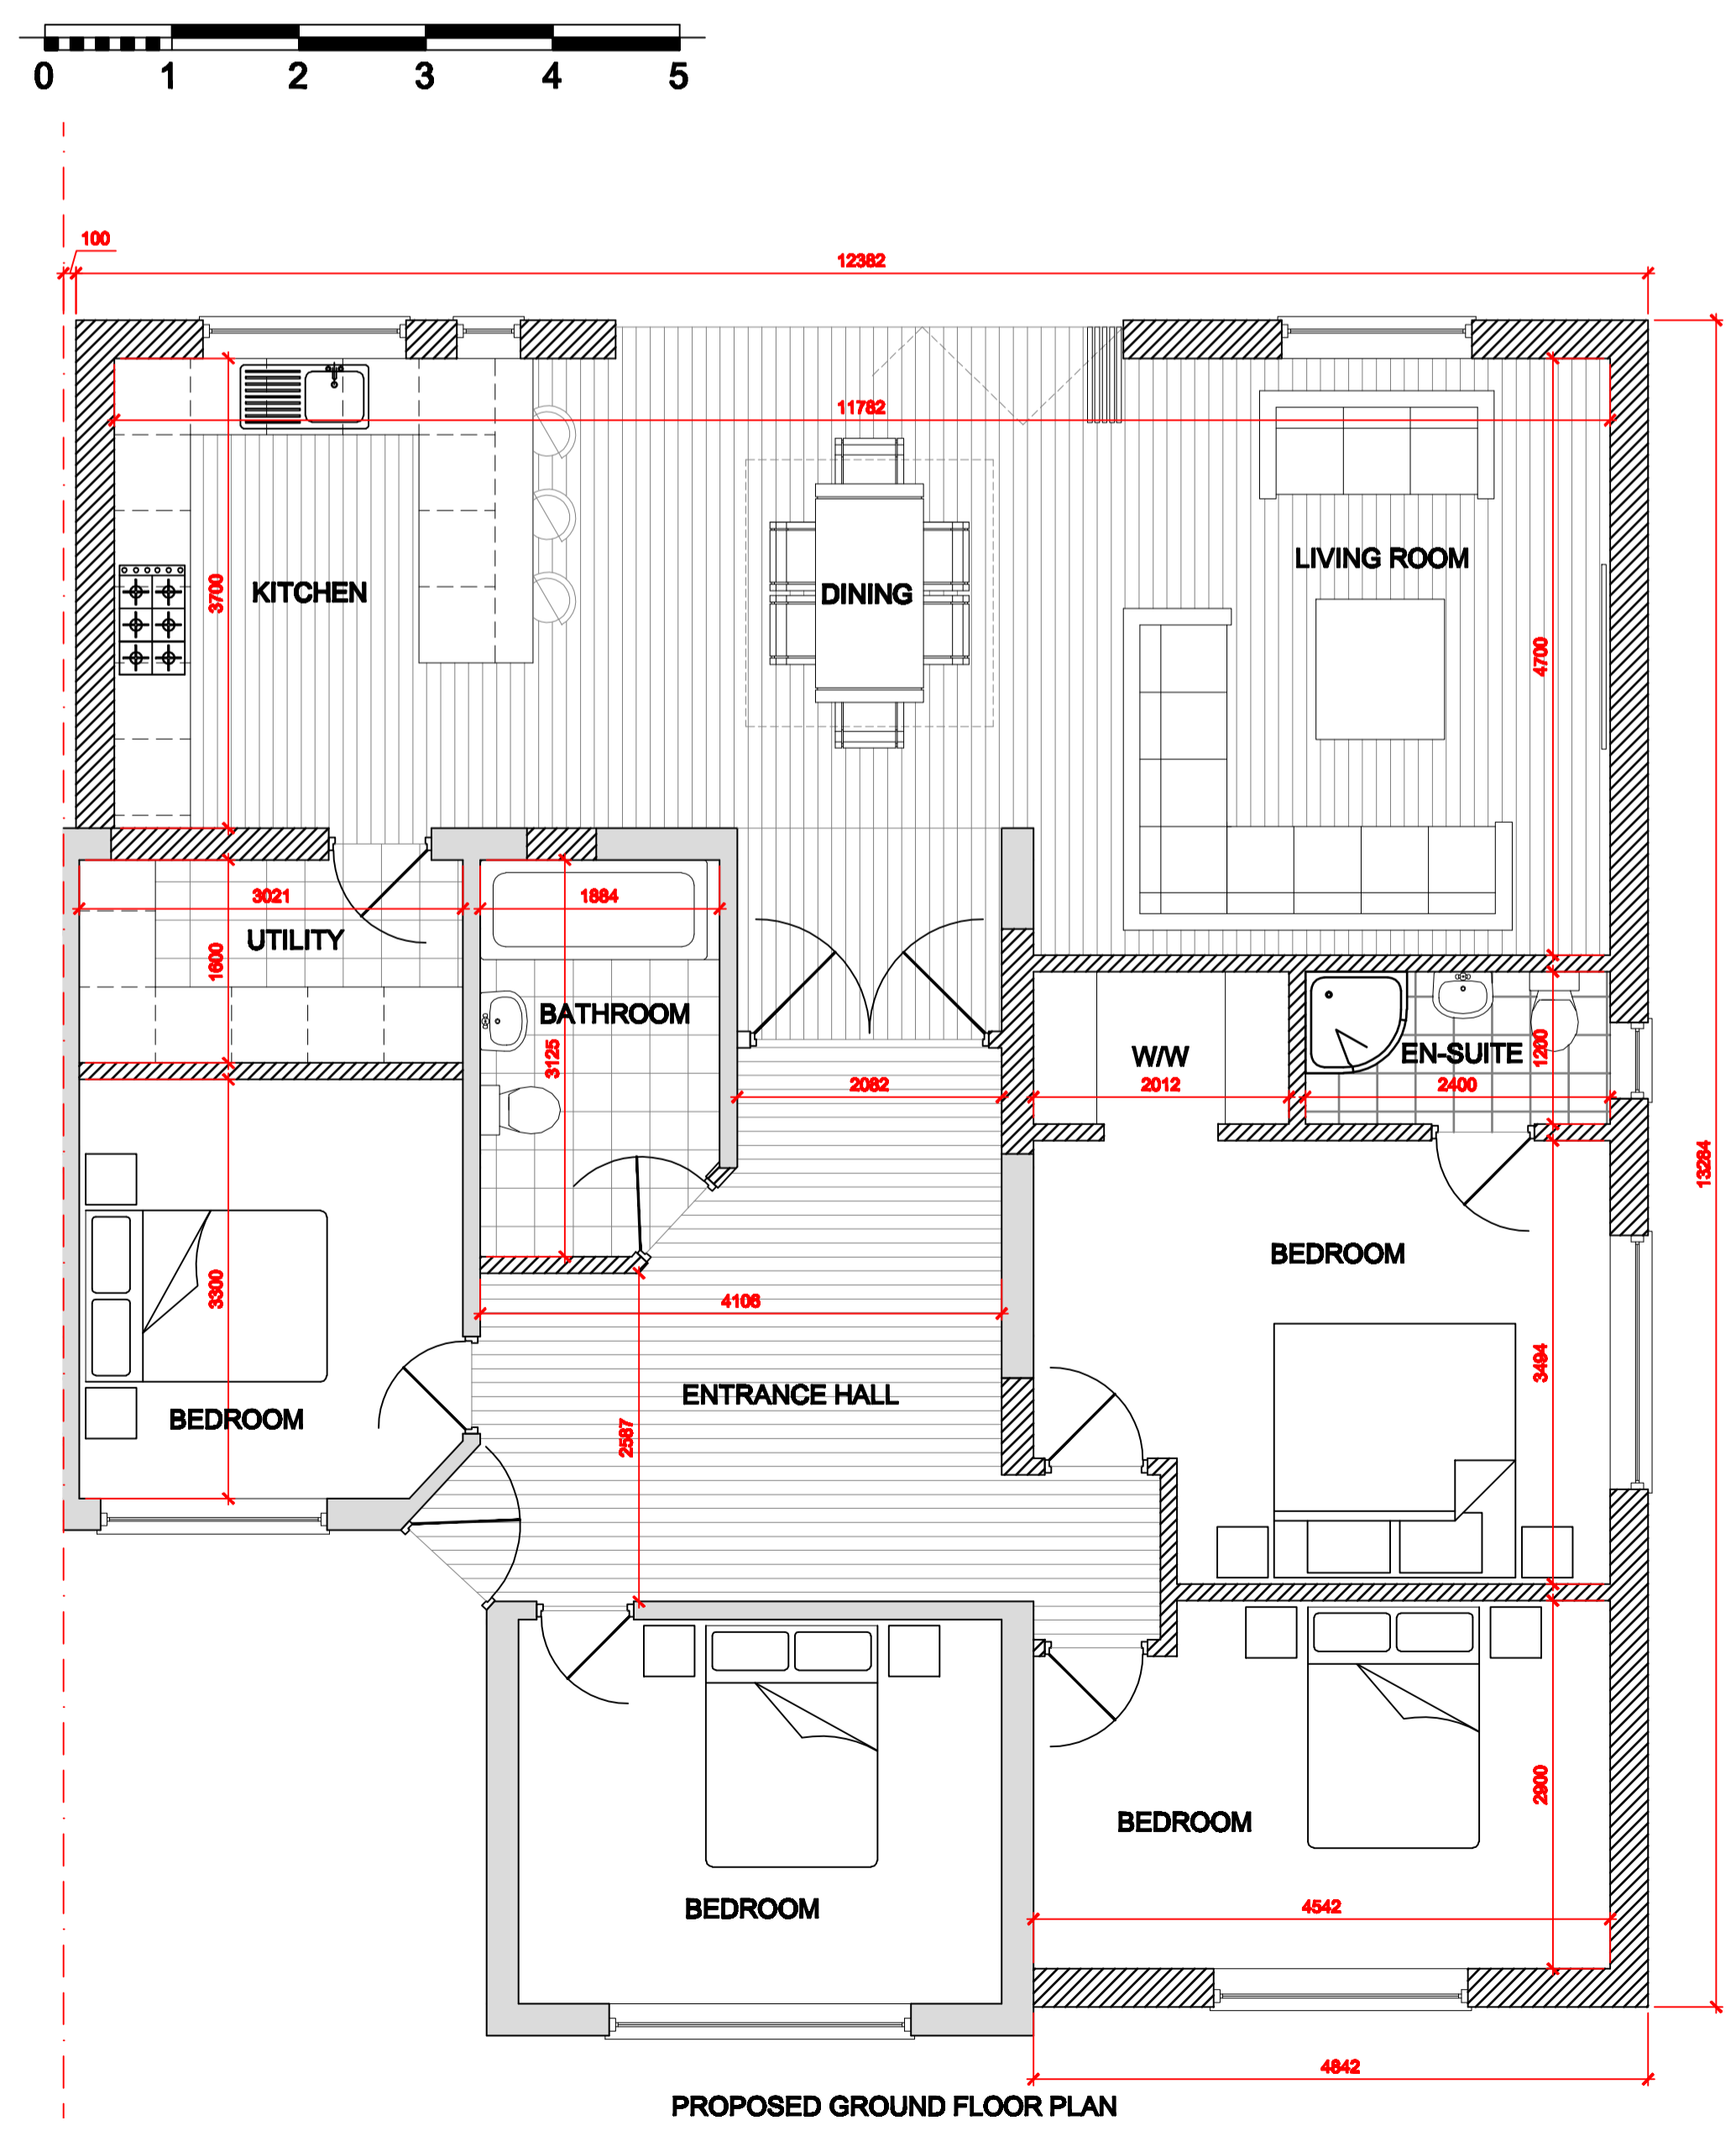 0 1 2 3 4 5
100
12382
11782
LIVING ROOM
KITCHEN
DINING
3700
4700
3021
1884
UTILITY
1600
BATHROOM
3125
W/W
EN-SUITE
1200
2082
2012
2400
13284
BEDROOM
3300
4106
3494
ENTRANCE HALL
BEDROOM
2587
2900
BEDROOM
BEDROOM
4542
4842
PROPOSED GROUND FLOOR PLAN